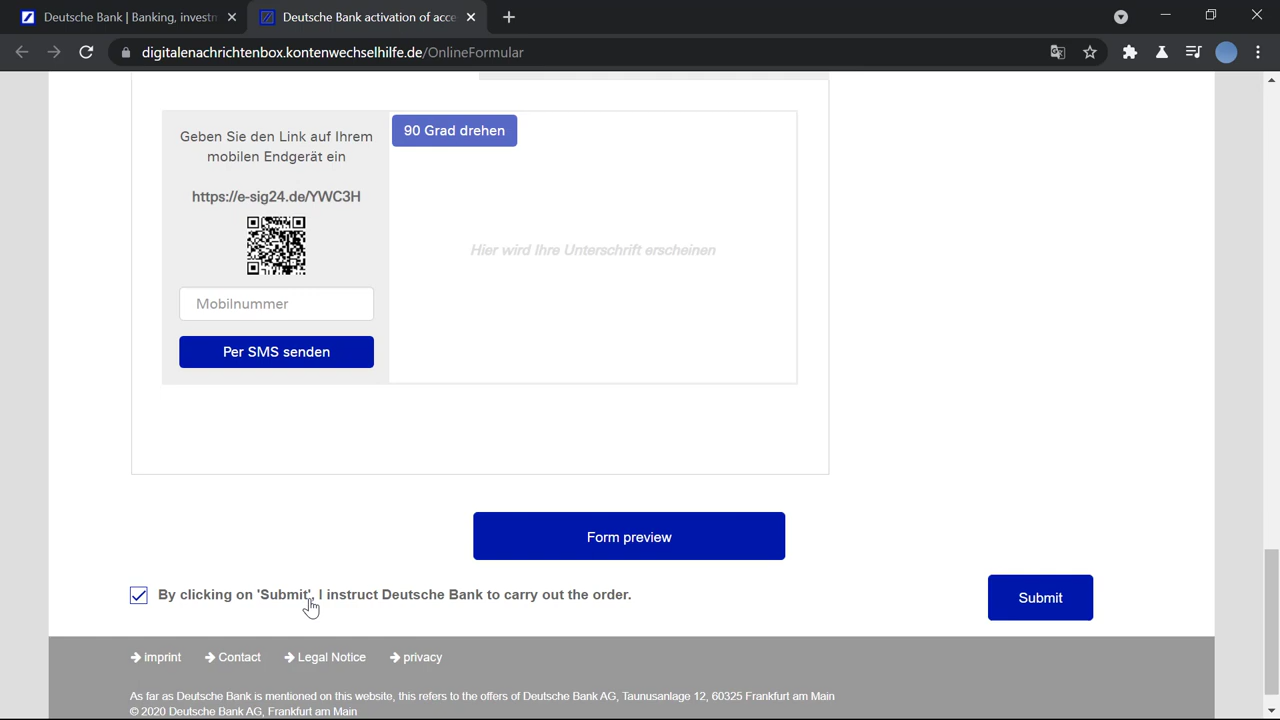 Deutsche Bank | Banking, investm
Deutsche Bank activation of acce
digitalenachrichtenbox.kontenwechselhilfe.de/OnlineFormular
Geben Sie den Link auf Ihrem
mobilen Endgerät ein
https://e-sig24.de/YWC3H
Mobilnummer
Per SMS senden
90 Grad drehen
Hier wird Ihre Unterschrift erscheinen
Form preview
By clicking on 'Submit', I instruct Deutsche Bank to carry out the order.
Submit
imprint
Contact
Legal Notice
privacy
As far as Deutsche Bank is mentioned on this website, this refers to the offers of Deutsche Bank AG, Taunusanlage 12, 60325 Frankfurt am Main
© 2020 Deutsche Bank AG, Frankfurt am Main